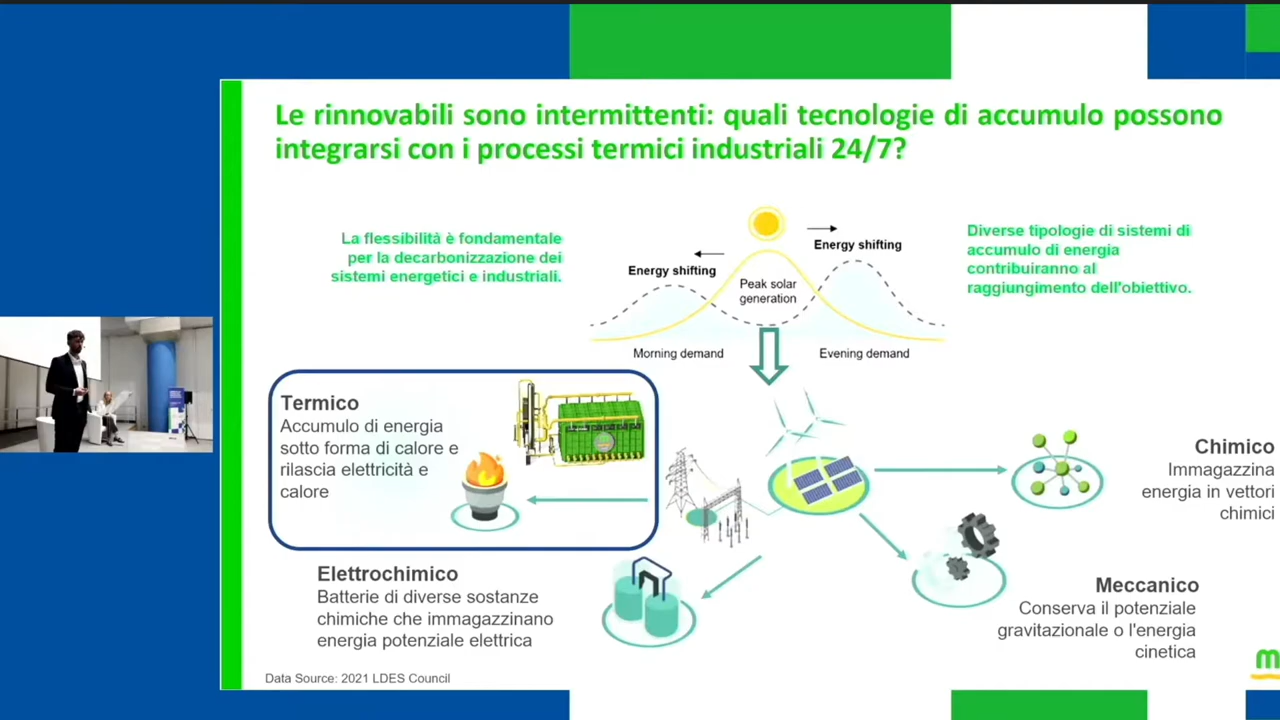 Le rinnovabili sono intermittenti: quali tecnologie di accumulo possono
integrarsi con i processi termici industriali 24/7?
La flessibilità è fondamentale
per la decarbonizzazione dei
sistemi energetici e industriali.
Energy shifting
Energy shifting
Peak solar
generation
Morning demand
Evening demand
Diverse tipologie di sistemi di
accumulo di energia
contribuiranno al
raggiungimento dell'obiettivo.
Termico
Accumulo di energia
sotto forma di calore e
rilascia elettricità e
calore
Chimico
Immagazzina
energia in vettori
chimici
Elettrochimico
Batterie di diverse sostanze
chimiche che immagazzinano
energia potenziale elettrica
Meccanico
Conserva il potenziale
gravitazionale o l'energia
cinetica
Data Source: 2021 LDES Council
m